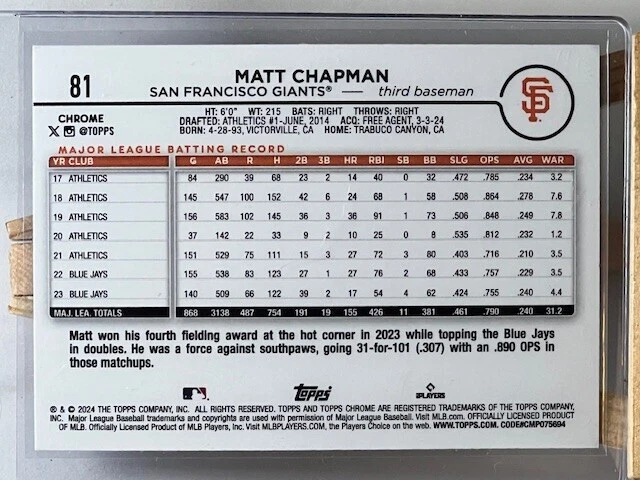 81
MATT CHAPMAN
SAN FRANCISCO GIANTS® — third baseman
SF
CHROME
X @TOPPS
HT: 6'0" WT: 215 BATS: RIGHT THROWS: RIGHT
DRAFTED: ATHLETICS #1-JUNE, 2014 ACQ: FREE AGENT, 3-3-24
BORN: 4-28-93, VICTORVILLE, CA HOME: TRABUCO CANYON, CA
MAJOR LEAGUE BATTING RECORD
YR CLUB G AB R H 2B 3B HR RBI SB BB SLG OPS AVG WAR
17 ATHLETICS 84 290 39 68 23 2 14 40 0 32 .472 .785 .234 3.2
18 ATHLETICS 145 547 100 152 42 6 24 68 1 58 .508 .864 .278 7.6
19 ATHLETICS 156 583 102 145 36 3 36 91 1 73 .506 .848 .249 7.8
20 ATHLETICS 37 142 22 33 9 2 10 25 0 8 .535 .812 .232 1.2
21 ATHLETICS 151 529 75 111 15 3 27 72 3 80 .403 .716 .210 3.5
22 BLUE JAYS 155 538 83 123 27 1 27 76 2 68 .433 .757 .229 3.5
23 BLUE JAYS 140 509 66 122 39 2 17 54 4 62 .424 .755 .240 4.4
MAJ. LEA. TOTALS 868 3138 487 754 191 19 155 426 11 381 .461 .790 .240 31.2
Matt won his fourth fielding award at the hot corner in 2023 while topping the Blue Jays
in doubles. He was a force against southpaws, going 31-for-101 (.307) with an .890 OPS in
those matchups.
Topps
PLAYERS
® & © 2024 THE TOPPS COMPANY, INC. ALL RIGHTS RESERVED. TOPPS AND TOPPS CHROME ARE REGISTERED TRADEMARKS OF THE TOPPS COMPANY,
INC. Major League Baseball trademarks and copyrights are used with permission of Major League Baseball. Visit MLB.com. OFFICIALLY LICENSED PRODUCT
OF MLB. Officially Licensed Product of MLB Players, Inc. Visit MLBPLAYERS.COM, the Players Choice on the web. WWW.TOPPS.COM. CODE#CMP075694